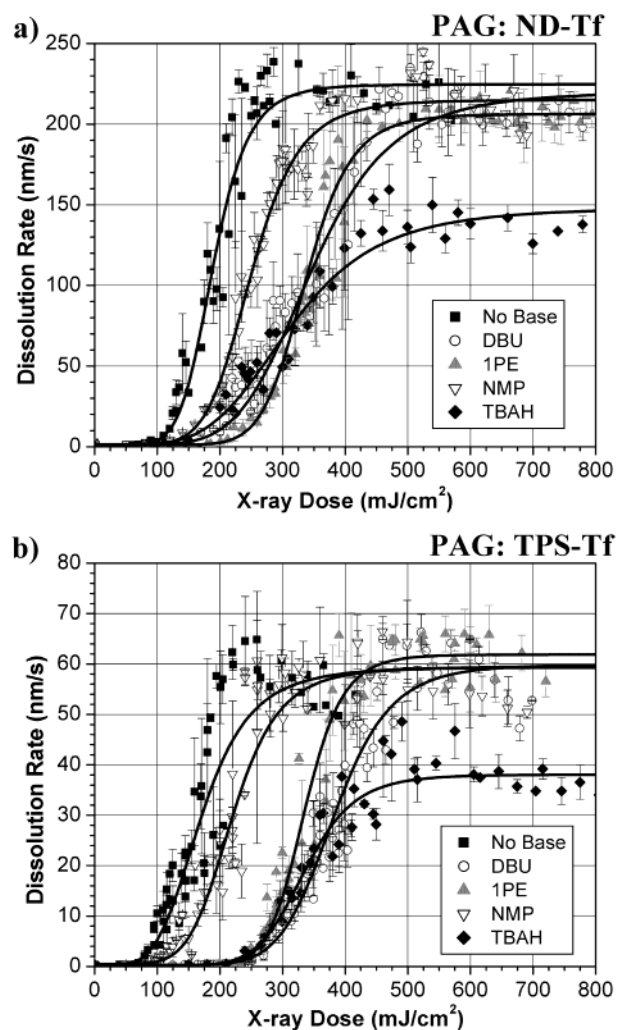 a)
PAG: ND-Tf
250
200
150
100
50
0
Dissolution Rate (nm/s)
No Base
DBU
1PE
NMP
TBAH
0 100 200 300 400 500 600 700 800
X-ray Dose (mJ/cm²)
b)
PAG: TPS-Tf
80
70
60
50
40
30
20
10
0
Dissolution Rate (nm/s)
No Base
DBU
1PE
NMP
TBAH
0 100 200 300 400 500 600 700 800
X-ray Dose (mJ/cm²)